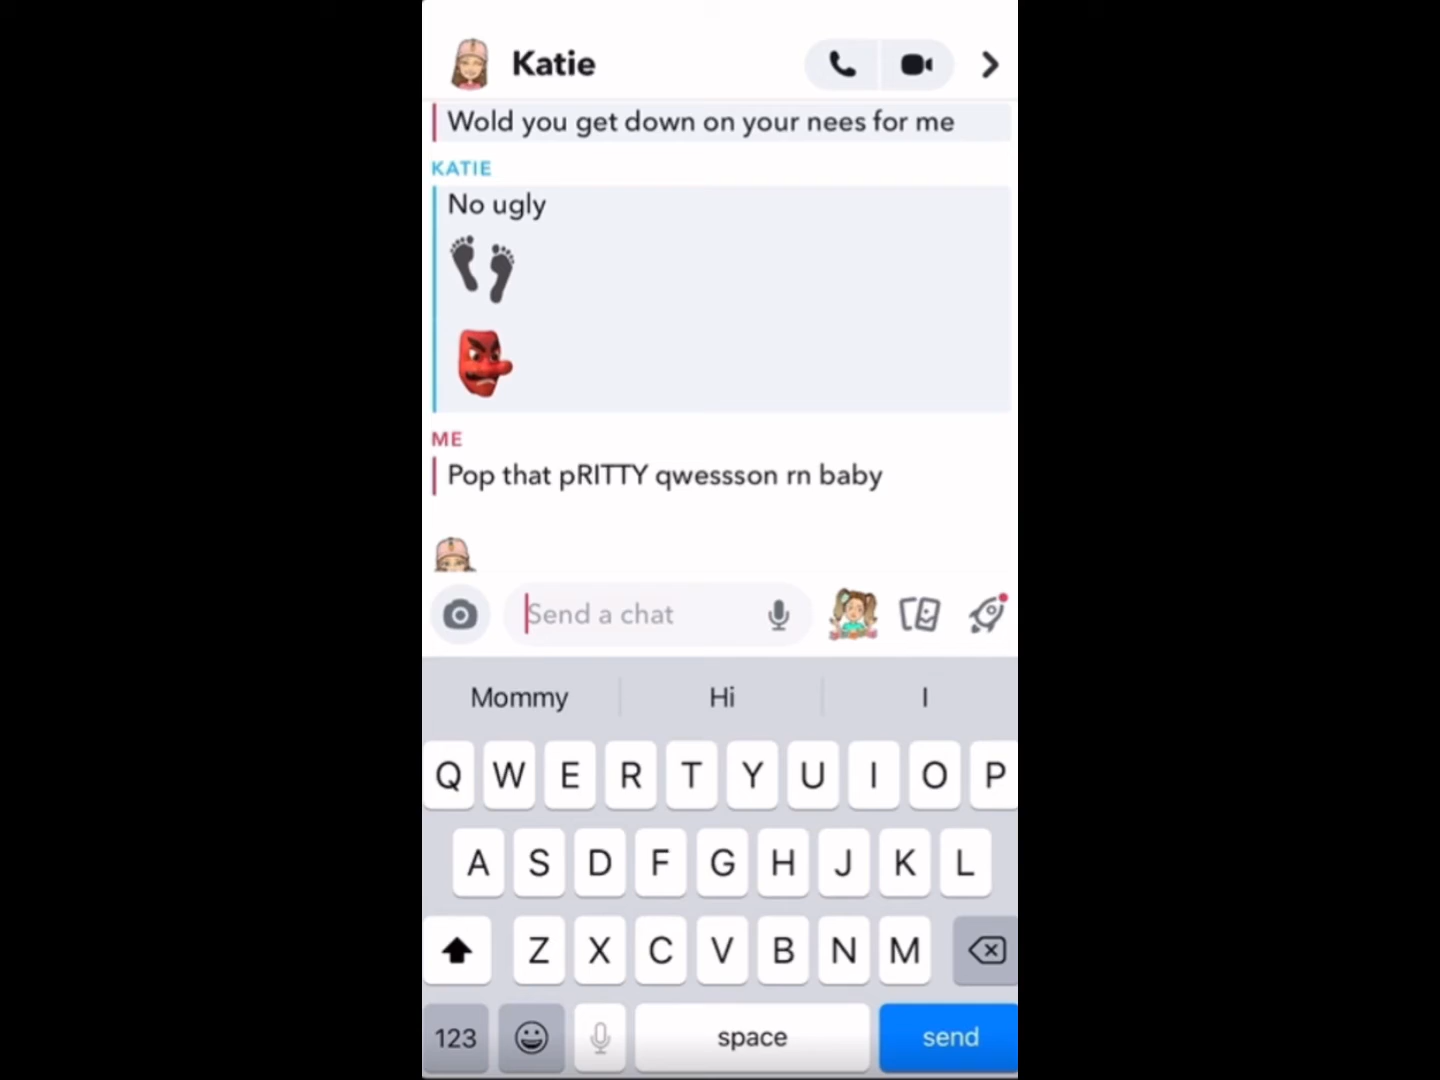 Katie
Wold you get down on your nees for me
KATIE
No ugly
ME
Pop that pRITTY qwessson rn baby
Send a chat
Mommy Hi I
Q W E R T Y U I O P
A S D F G H J K L
Z X C V B N M
123 space send